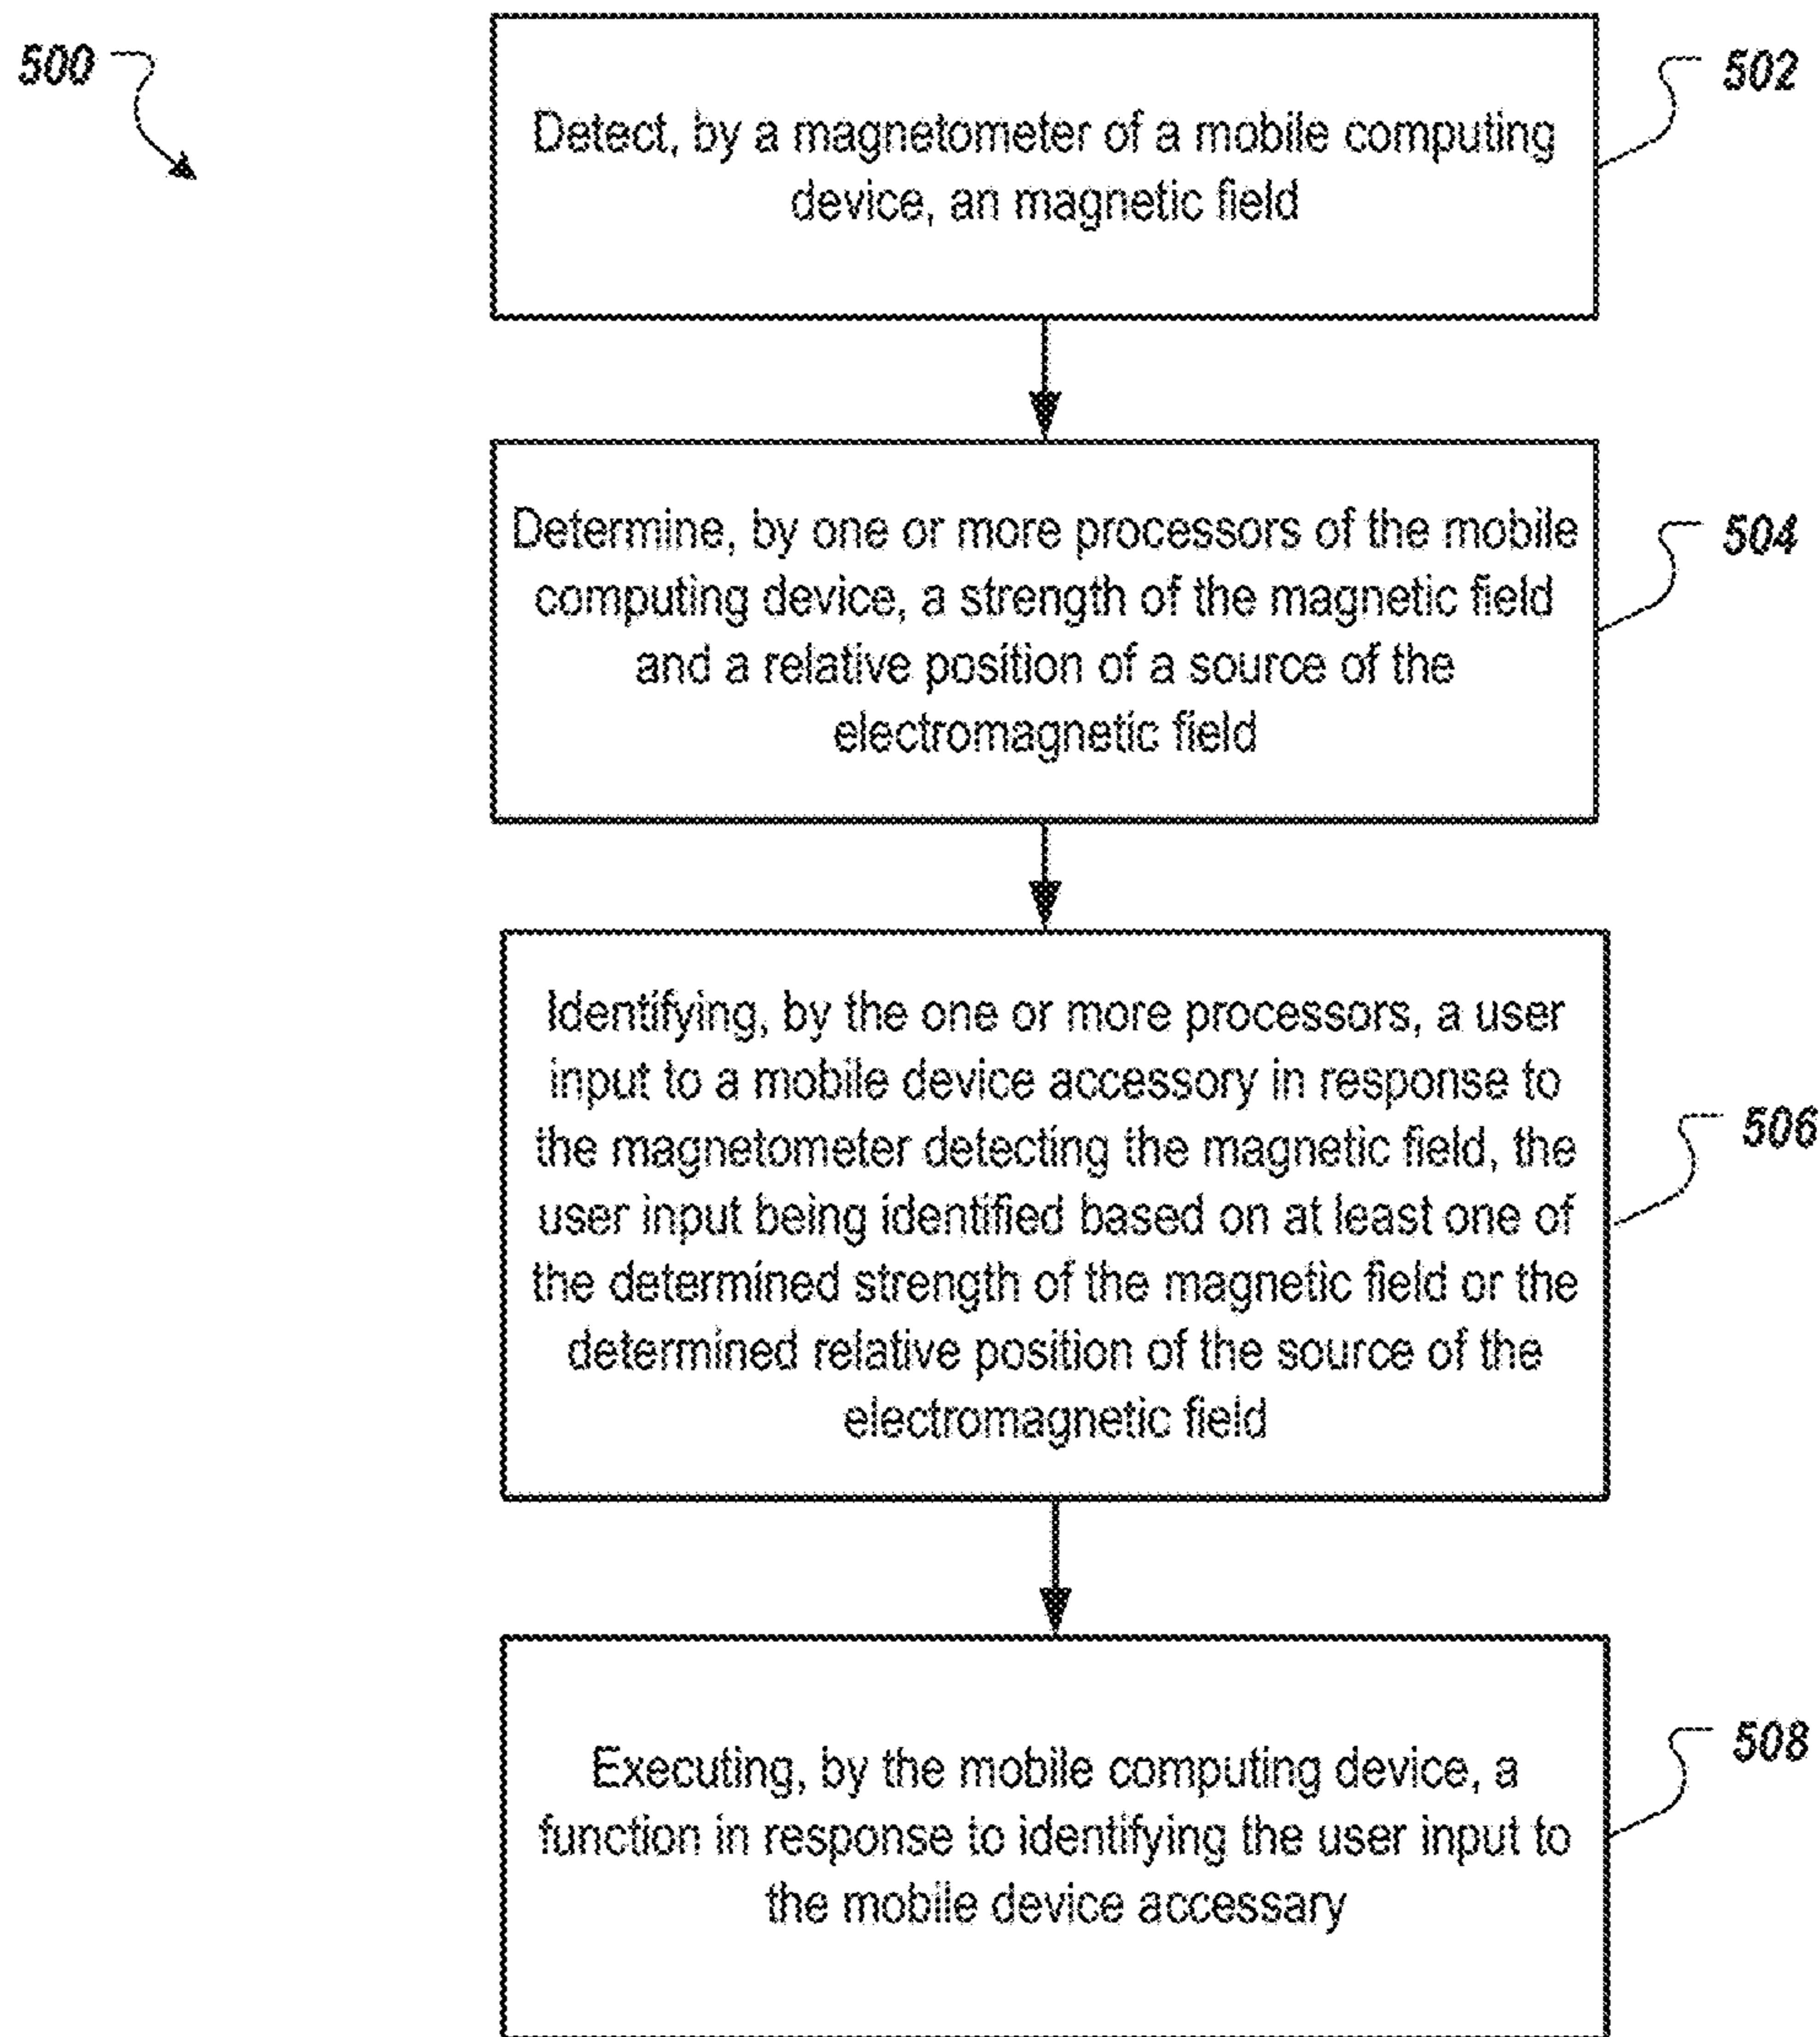 500
502
Detect, by a magnetometer of a mobile computing
device, an magnetic field
504
Determine, by one or more processors of the mobile
computing device, a strength of the magnetic field
and a relative position of a source of the
electromagnetic field
506
Identifying, by the one or more processors, a user
input to a mobile device accessory in response to
the magnetometer detecting the magnetic field, the
user input being identified based on at least one of
the determined strength of the magnetic field or the
determined relative position of the source of the
electromagnetic field
508
Executing, by the mobile computing device, a
function in response to identifying the user input to
the mobile device accessary